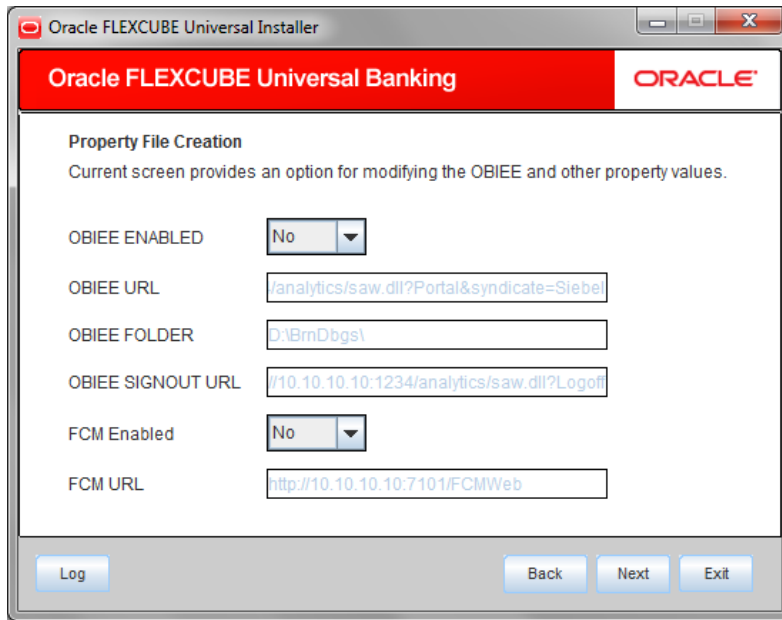 Oracle FLEXCUBE Universal Installer
Oracle FLEXCUBE Universal Banking
ORACLE
Property File Creation
Current screen provides an option for modifying the OBIEE and other property values.
OBIEE ENABLED No
OBIEE URL /analytics/saw.dll?Portal&syndicate=Siebel
OBIEE FOLDER D:\BrnDbgs\
OBIEE SIGNOUT URL //10.10.10.10:1234/analytics/saw.dll?Logoff
FCM Enabled No
FCM URL http://10.10.10.10:7101/FCMWeb
Log Back Next Exit